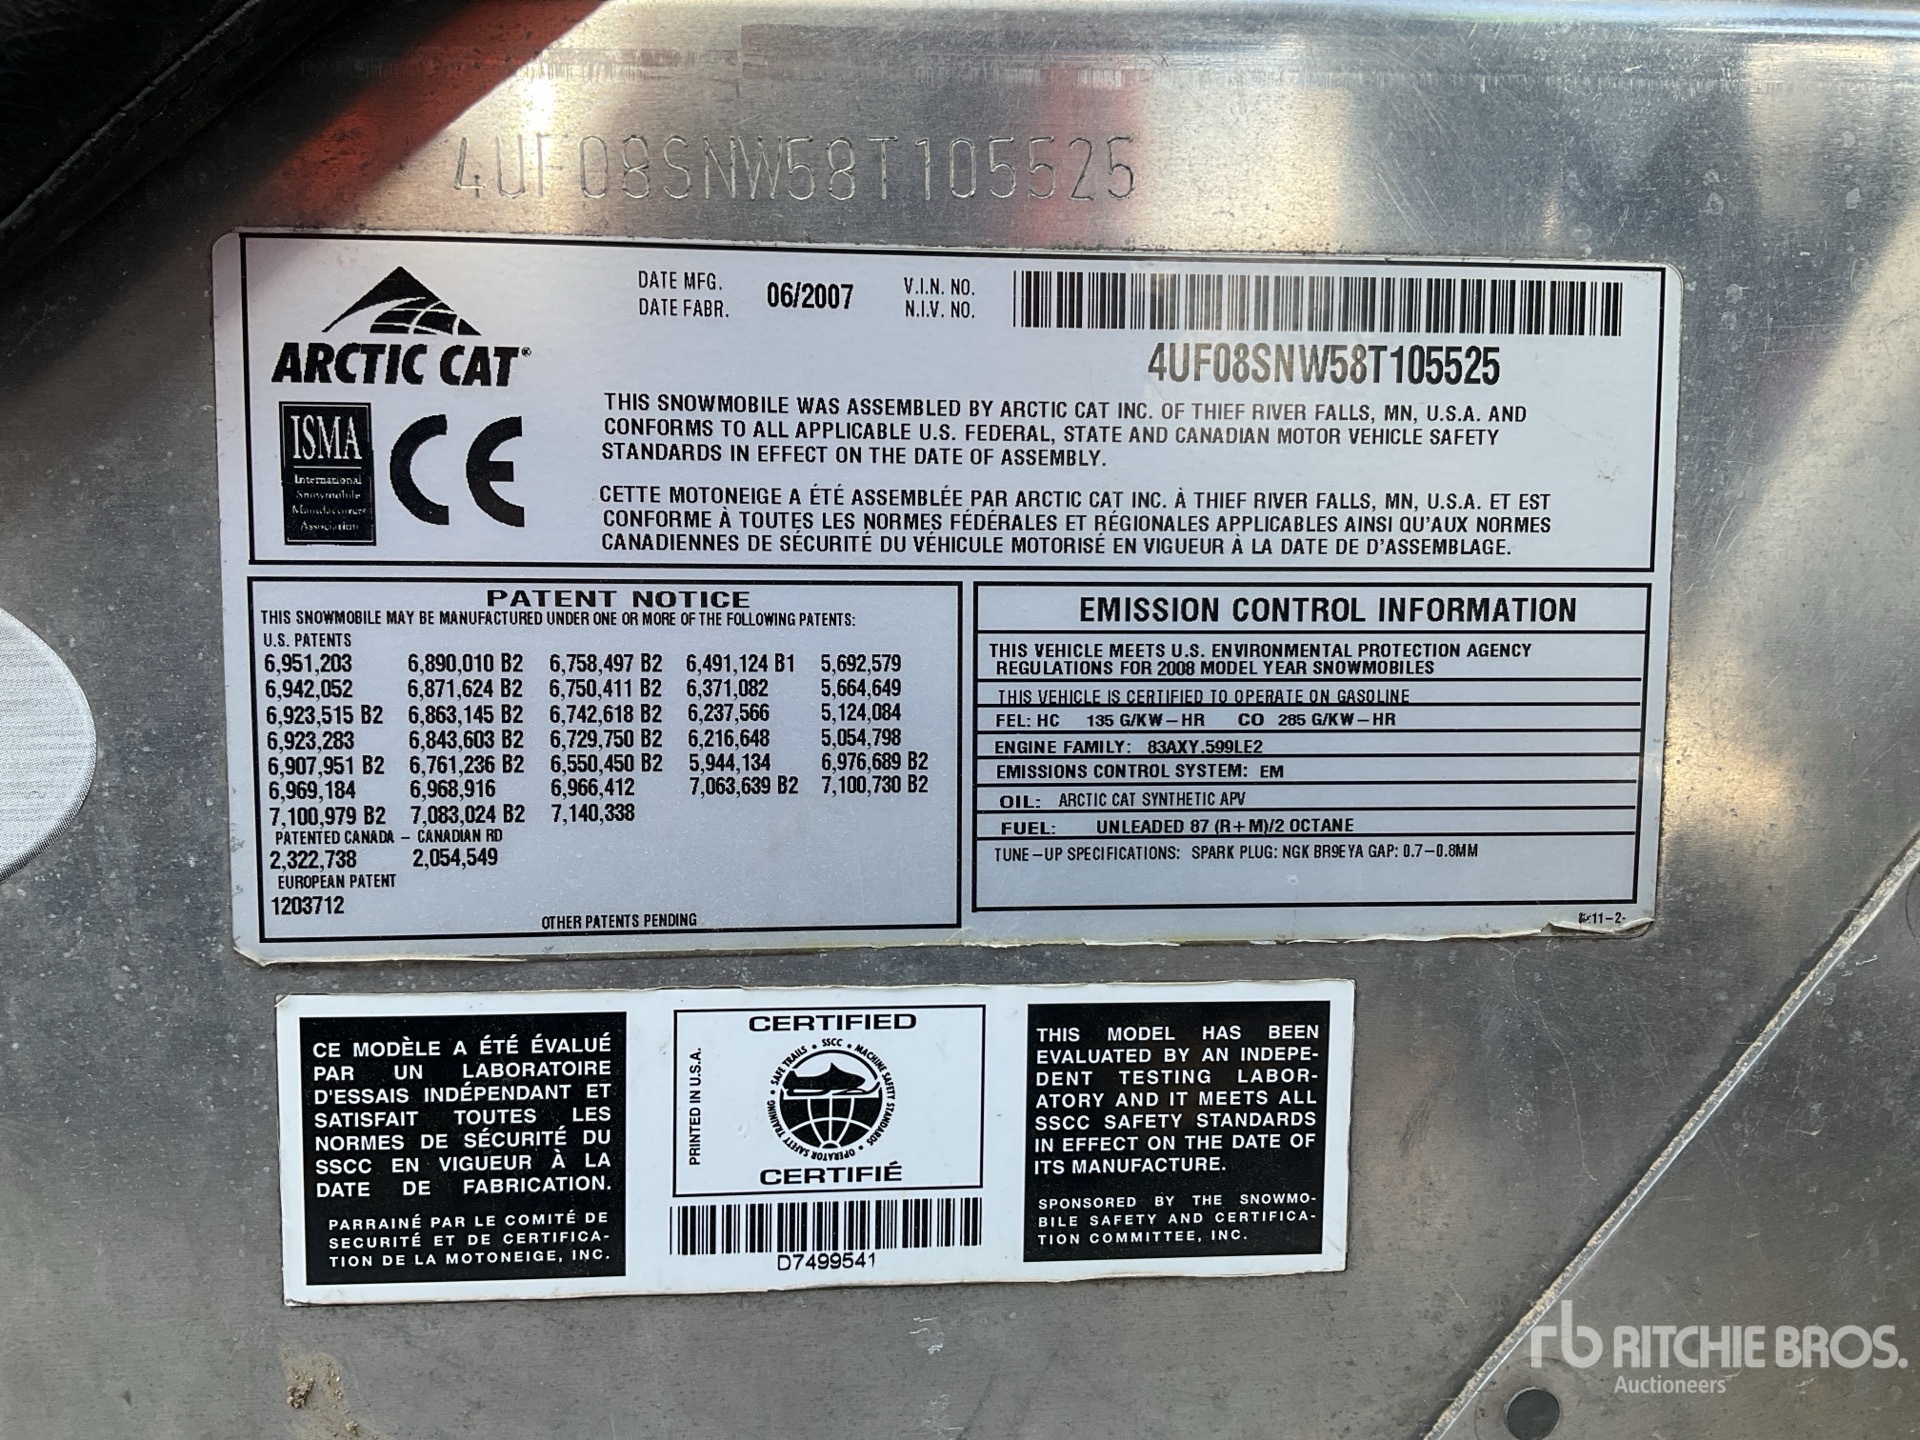 4UF08SNW58T105525
ARCTIC CAT®
DATE MFG.
DATE FABR.
06/2007
V.I.N. NO.
N.I.V. NO.
4UF08SNW58T105525
ISMA
International
Snowmobile
Manufacturers
Association
CE
THIS SNOWMOBILE WAS ASSEMBLED BY ARCTIC CAT INC. OF THIEF RIVER FALLS, MN, U.S.A. AND
CONFORMS TO ALL APPLICABLE U.S. FEDERAL, STATE AND CANADIAN MOTOR VEHICLE SAFETY
STANDARDS IN EFFECT ON THE DATE OF ASSEMBLY.
CETTE MOTONEIGE A ÉTÉ ASSEMBLÉE PAR ARCTIC CAT INC. À THIEF RIVER FALLS, MN, U.S.A. ET EST
CONFORME À TOUTES LES NORMES FÉDÉRALES ET RÉGIONALES APPLICABLES AINSI QU'AUX NORMES
CANADIENNES DE SÉCURITÉ DU VÉHICULE MOTORISÉ EN VIGUEUR À LA DATE DE D'ASSEMBLAGE.
PATENT NOTICE
THIS SNOWMOBILE MAY BE MANUFACTURED UNDER ONE OR MORE OF THE FOLLOWING PATENTS:
U.S. PATENTS
6,951,203 6,890,010 B2 6,758,497 B2 6,491,124 B1 5,692,579
6,942,052 6,871,624 B2 6,750,411 B2 6,371,082 5,664,649
6,923,515 B2 6,863,145 B2 6,742,618 B2 6,237,566 5,124,084
6,923,283 6,843,603 B2 6,729,750 B2 6,216,648 5,054,798
6,907,951 B2 6,761,236 B2 6,550,450 B2 5,944,134 6,976,689 B2
6,969,184 6,968,916 6,966,412 7,063,639 B2 7,100,730 B2
7,100,979 B2 7,083,024 B2 7,140,338
PATENTED CANADA - CANADIAN RD
2,322,738 2,054,549
EUROPEAN PATENT
1203712
OTHER PATENTS PENDING
EMISSION CONTROL INFORMATION
THIS VEHICLE MEETS U.S. ENVIRONMENTAL PROTECTION AGENCY
REGULATIONS FOR 2008 MODEL YEAR SNOWMOBILES
THIS VEHICLE IS CERTIFIED TO OPERATE ON GASOLINE
FEL: HC 135 G/KW-HR CO 285 G/KW-HR
ENGINE FAMILY: 83AXY.599LE2
EMISSIONS CONTROL SYSTEM: EM
OIL: ARCTIC CAT SYNTHETIC APV
FUEL: UNLEADED 87 (R+M)/2 OCTANE
TUNE-UP SPECIFICATIONS: SPARK PLUG: NGK BR9EYA GAP: 0.7-0.8MM
CE MODÈLE A ÉTÉ ÉVALUÉ
PAR UN LABORATOIRE
D'ESSAIS INDÉPENDANT ET
SATISFAIT TOUTES LES
NORMES DE SÉCURITÉ DU
SSCC EN VIGUEUR À LA
DATE DE FABRICATION.
PARRAINÉ PAR LE COMITÉ DE
SECURITÉ ET DE CERTIFICA-
TION DE LA MOTONEIGE, INC.
PRINTED IN U.S.A.
CERTIFIED
SAFE TRAILS • SSCC • MACHINE SAFETY STANDARDS • OPERATOR SAFETY TRAINING •
CERTIFIÉ
D7499541
THIS MODEL HAS BEEN
EVALUATED BY AN INDEPE-
DENT TESTING LABOR-
ATORY AND IT MEETS ALL
SSCC SAFETY STANDARDS
IN EFFECT ON THE DATE OF
ITS MANUFACTURE.
SPONSORED BY THE SNOWMO-
BILE SAFETY AND CERTIFICA-
TION COMMITTEE, INC.
rb RITCHIE BROS.
Auctioneers